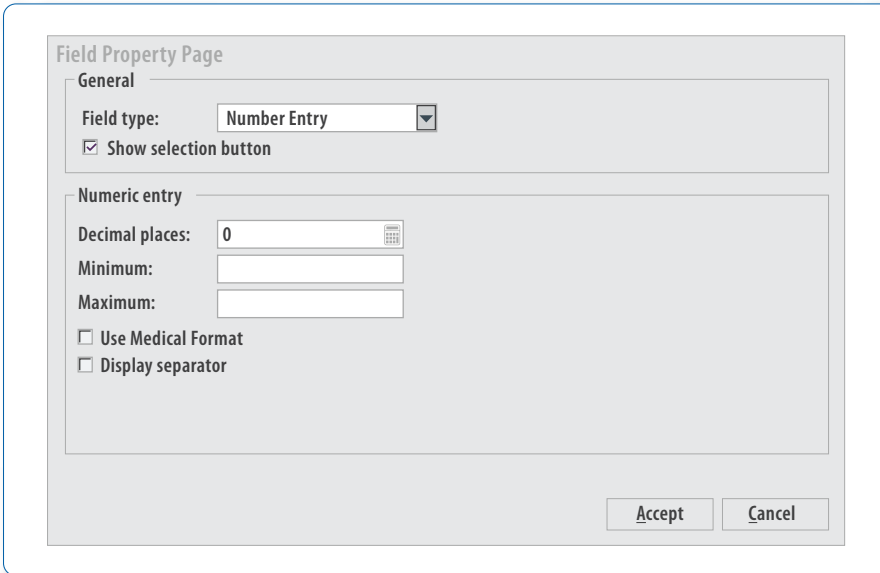 Field Property Page
General
Field type: Number Entry
Show selection button
Numeric entry
Decimal places: 0
Minimum:
Maximum:
Use Medical Format
Display separator
Accept Cancel